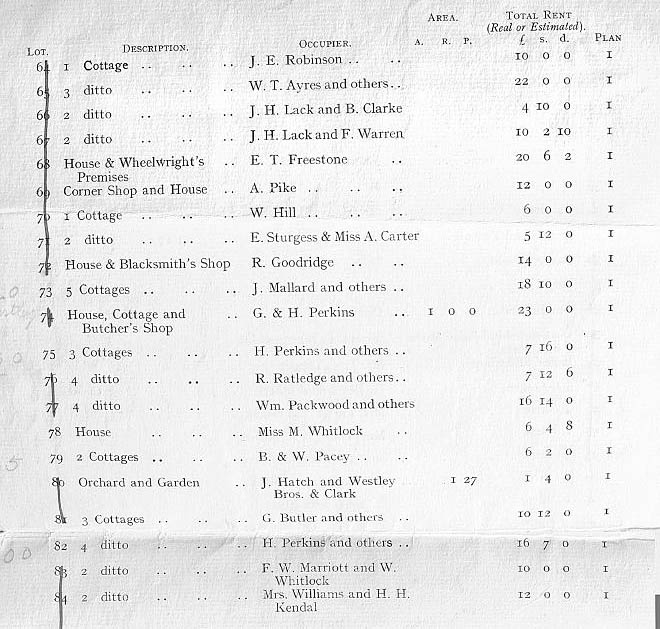 AREA. TOTAL RENT
(Real or Estimated).
LOT. DESCRIPTION. OCCUPIER. A. R. P. £ s. d. PLAN
64 1 Cottage .. .. .. J. E. Robinson .. .. 10 0 0 1
65 3 ditto .. .. W. T. Ayres and others.. 22 0 0 1
66 2 ditto .. .. J. H. Lack and B. Clarke 4 10 0 1
67 2 ditto .. .. J. H. Lack and F. Warren 10 2 10 1
68 House & Wheelwright's .. E. T. Freestone .. 20 6 2 1
Premises
69 Corner Shop and House .. A. Pike .. .. .. 12 0 0 1
70 1 Cottage .. .. .. W. Hill .. .. .. 6 0 0 1
71 2 ditto .. .. .. E. Sturgess & Miss A. Carter 5 12 0 1
72 House & Blacksmith's Shop R. Goodridge .. .. 14 0 0 1
73 5 Cottages .. .. .. J. Mallard and others .. 18 10 0 1
74 House, Cottage and .. G. & H. Perkins .. 1 0 0 23 0 0 1
Butcher's Shop
75 3 Cottages .. .. .. H. Perkins and others .. 7 16 0 1
76 4 ditto .. .. .. R. Ratledge and others.. 7 12 6 1
77 4 ditto .. .. .. Wm. Packwood and others 16 14 0 1
78 House .. .. .. Miss M. Whitlock .. 6 4 8 1
79 2 Cottages .. .. .. B. & W. Pacey .. .. 6 2 0 1
80 Orchard and Garden .. J. Hatch and Westley 1 27 1 4 0 1
Bros. & Clark
81 3 Cottages .. .. .. G. Butler and others .. 10 12 0 1
82 4 ditto .. .. .. H. Perkins and others .. 16 7 0 1
83 2 ditto .. .. .. F. W. Marriott and W. 10 0 0 1
Whitlock
84 2 ditto .. .. .. Mrs. Williams and H. H. 12 0 0 1
Kendal